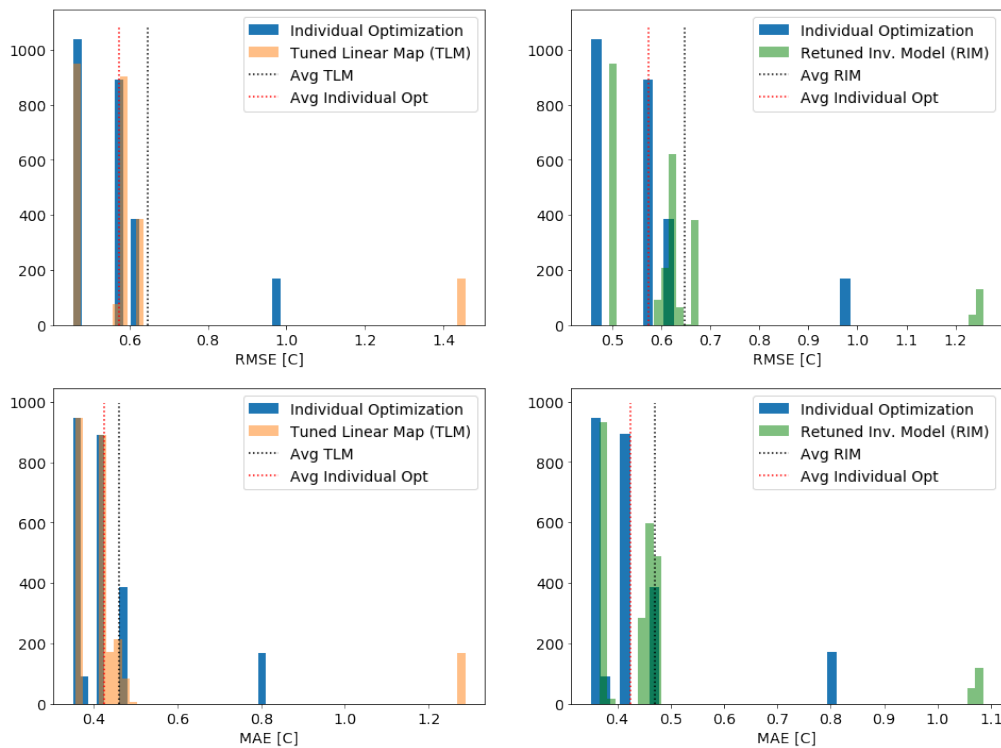 Individual Optimization
Tuned Linear Map (TLM)
Avg TLM
Avg Individual Opt
1000
800
600
400
200
0
0.6
0.8
1.0
1.2
1.4
RMSE [C]
Individual Optimization
Retuned Inv. Model (RIM)
Avg RIM
Avg Individual Opt
1000
800
600
400
200
0
0.5
0.6
0.7
0.8
0.9
1.0
1.1
1.2
RMSE [C]
Individual Optimization
Tuned Linear Map (TLM)
Avg TLM
Avg Individual Opt
1000
800
600
400
200
0
0.4
0.6
0.8
1.0
1.2
MAE [C]
Individual Optimization
Retuned Inv. Model (RIM)
Avg RIM
Avg Individual Opt
1000
800
600
400
200
0
0.4
0.5
0.6
0.7
0.8
0.9
1.0
1.1
MAE [C]